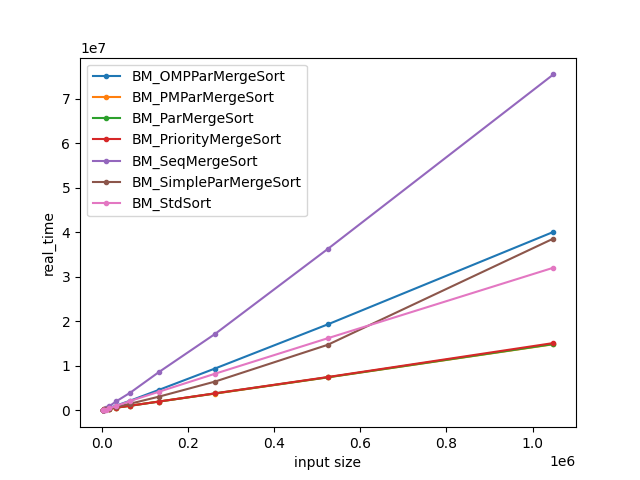 1e7
BM_OMPParMergeSort
BM_PMParMergeSort
BM_ParMergeSort
BM_PriorityMergeSort
BM_SeqMergeSort
BM_SimpleParMergeSort
BM_StdSort
7
6
5
4
3
2
1
0
real_time
0.0 0.2 0.4 0.6 0.8 1.0
input size
1e6